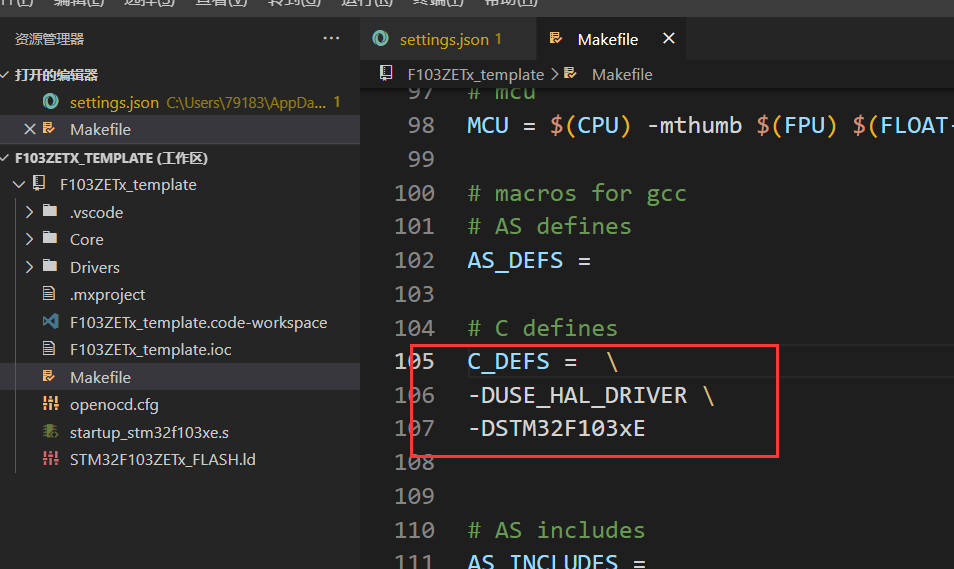 编辑(E) 选择(S) 查看(V) 转到(G) 运行(R) 终端(T) 帮助(H)
资源管理器 ···
打开的编辑器
settings.json C:\Users\79183\AppDa... 1
Makefile
F103ZETX_TEMPLATE (工作区)
F103ZETx_template
.vscode
Core
Drivers
.mxproject
F103ZETx_template.code-workspace
F103ZETx_template.ioc
Makefile
openocd.cfg
startup_stm32f103xe.s
STM32F103ZETx_FLASH.ld
settings.json 1
Makefile
F103ZETx_template > Makefile
97 # mcu
98 MCU = $(CPU) -mthumb $(FPU) $(FLOAT-
99
100 # macros for gcc
101 # AS defines
102 AS_DEFS =
103
104 # C defines
105 C_DEFS = \
106 -DUSE_HAL_DRIVER \
107 -DSTM32F103xE
108
109
110 # AS includes
111 AS_INCLUDES =